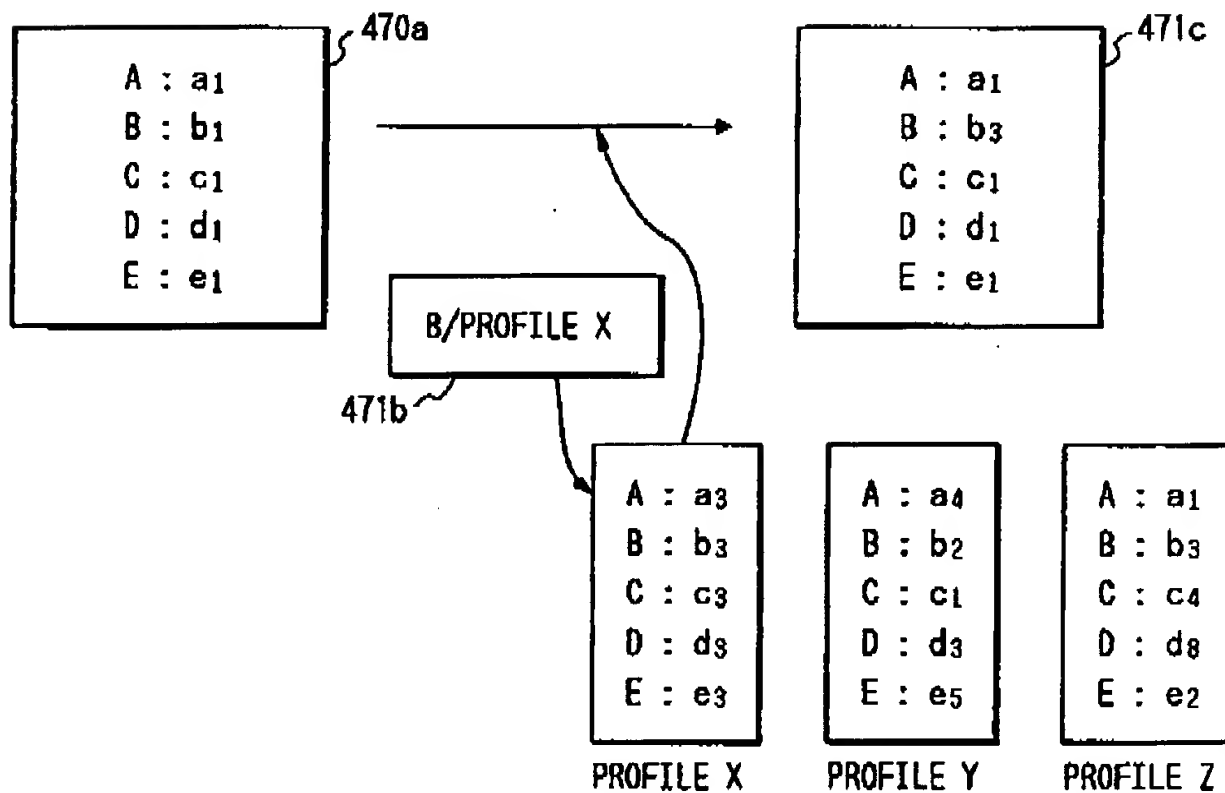 470a
A : a1
B : b1
C : c1
D : d1
E : e1
471c
A : a1
B : b3
C : c1
D : d1
E : e1
B/PROFILE X
471b
A : a3
B : b3
C : c3
D : d3
E : e3
PROFILE X
A : a4
B : b2
C : c1
D : d3
E : e5
PROFILE Y
A : a1
B : b3
C : c4
D : d8
E : e2
PROFILE Z